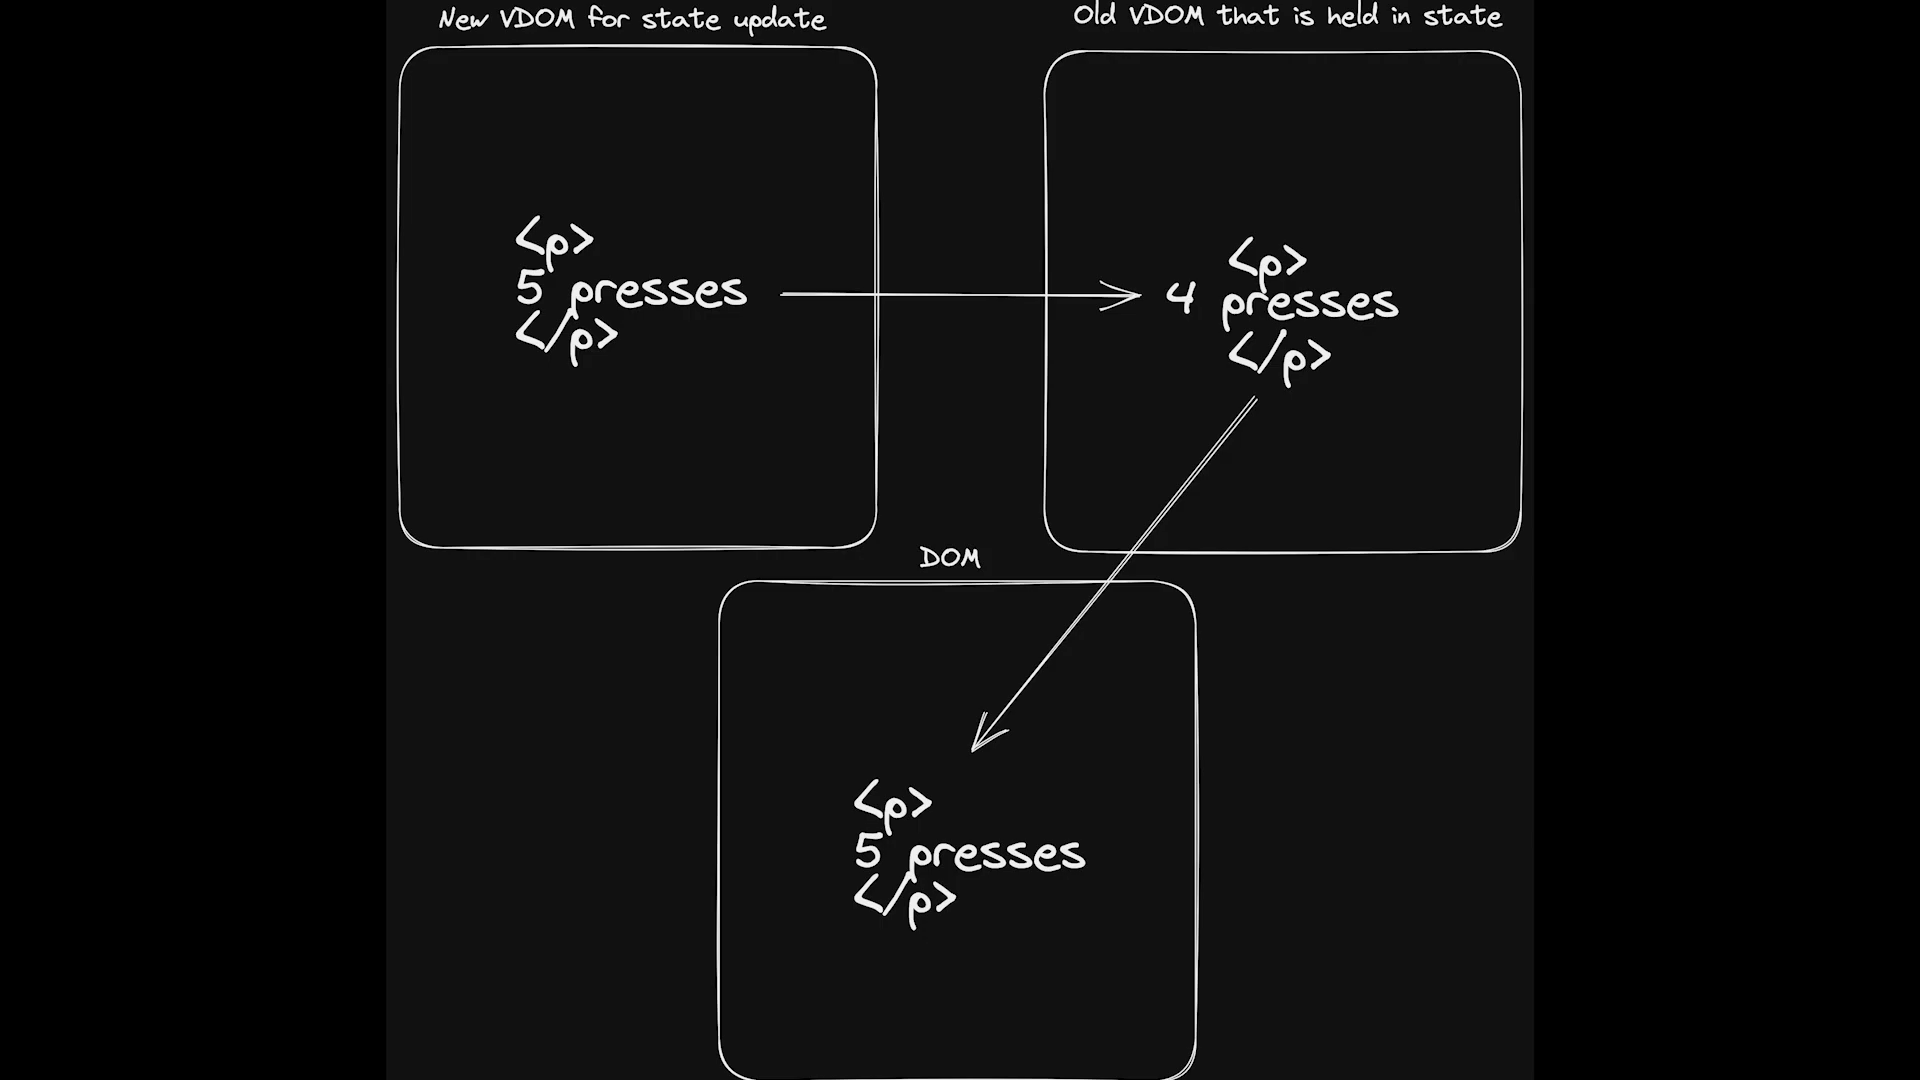 New VDOM for state update
Old VDOM that is held in state
<p>
5 presses
</p>
<p>
4 presses
</p>
DOM
<p>
5 presses
</p>